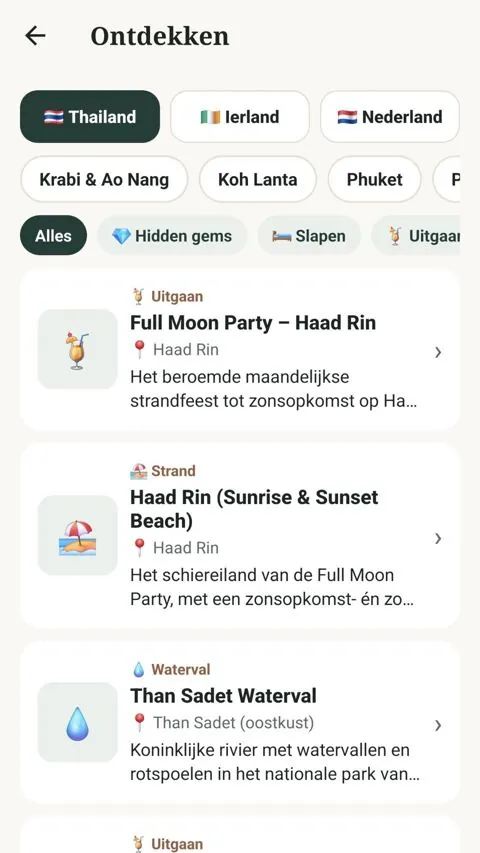 Ontdekken
Thailand
Ierland
Nederland
Krabi & Ao Nang
Koh Lanta
Phuket
P
Alles
Hidden gems
Slapen
Uitgaan
Uitgaan
Full Moon Party – Haad Rin
Haad Rin
Het beroemde maandelijkse
strandfeest tot zonsopkomst op Ha…
Strand
Haad Rin (Sunrise & Sunset
Beach)
Haad Rin
Het schiereiland van de Full Moon
Party, met een zonsopkomst- én zo…
Waterval
Than Sadet Waterval
Than Sadet (oostkust)
Koninklijke rivier met watervallen en
rotspoelen in het nationale park van…
Uitgaan